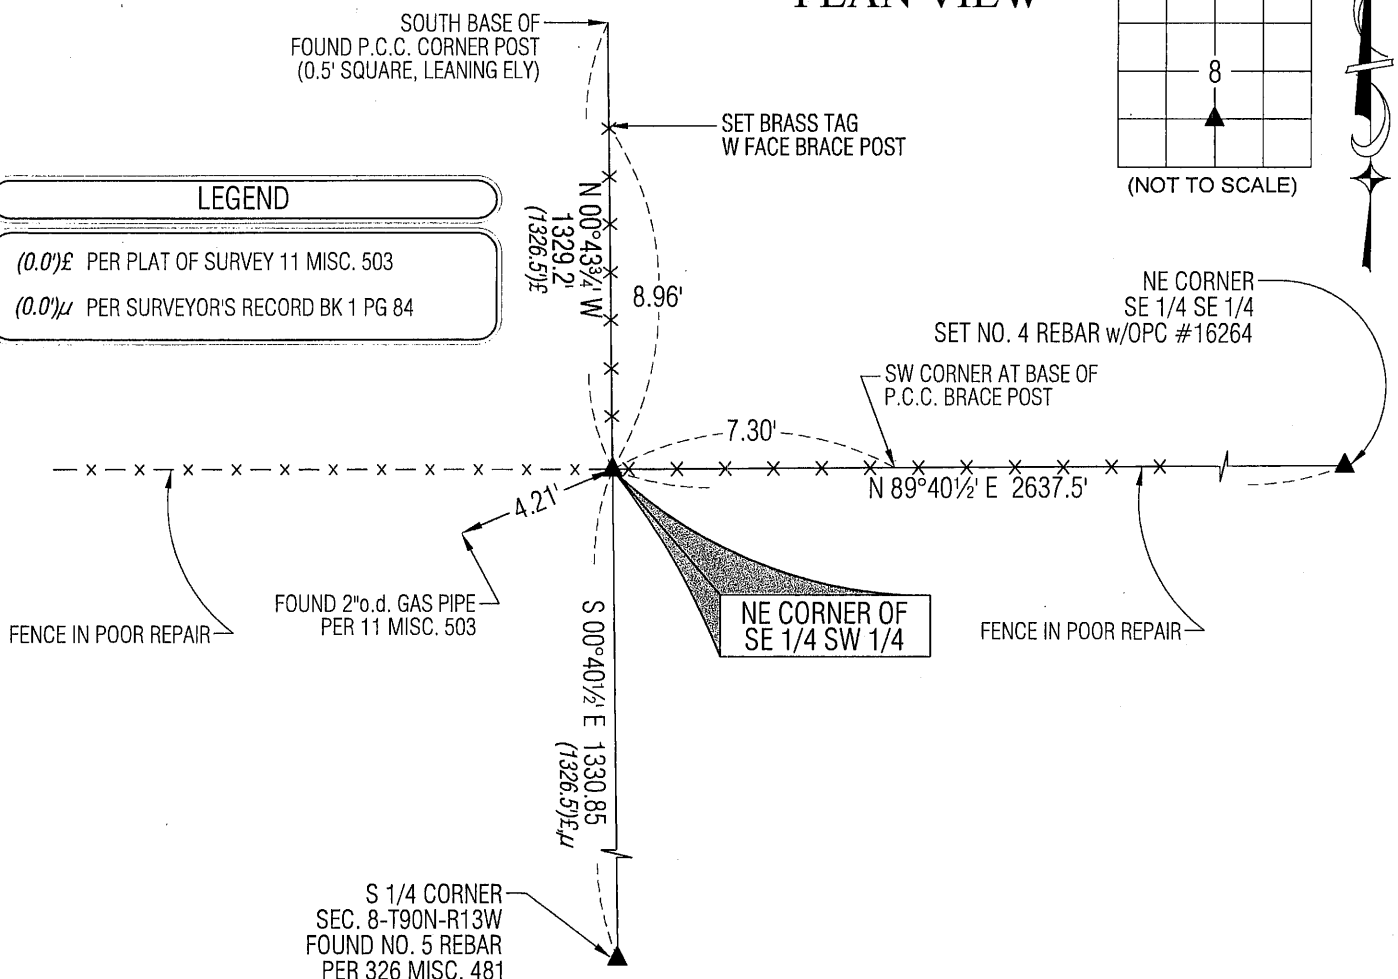 PLAN VIEW
SOUTH BASE OF
FOUND P.C.C. CORNER POST
(0.5' SQUARE, LEANING ELY)
8
(NOT TO SCALE)
SET BRASS TAG
W FACE BRACE POST
LEGEND
(0.0')£ PER PLAT OF SURVEY 11 MISC. 503
(0.0')µ PER SURVEYOR'S RECORD BK 1 PG 84
N 00°43¾' W
1329.2'
(1326.5')£
8.96'
NE CORNER
SE 1/4 SE 1/4
SET NO. 4 REBAR w/OPC #16264
SW CORNER AT BASE OF
P.C.C. BRACE POST
7.30'
N 89°40½' E 2637.5'
4.21'
FOUND 2"o.d. GAS PIPE
PER 11 MISC. 503
FENCE IN POOR REPAIR
NE CORNER OF
SE 1/4 SW 1/4
FENCE IN POOR REPAIR
S 00°40½' E 1330.85
(1326.5')£,µ
S 1/4 CORNER
SEC. 8-T90N-R13W
FOUND NO. 5 REBAR
PER 326 MISC. 481